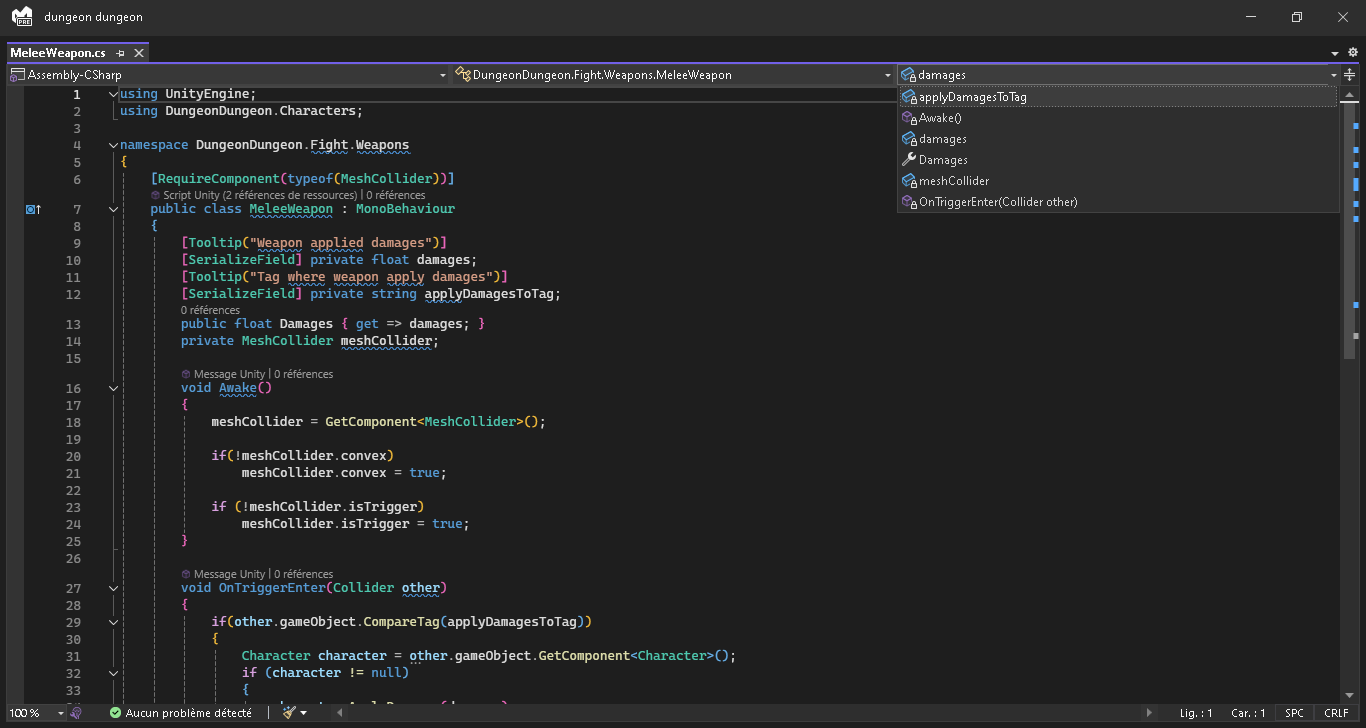 PRE dungeon dungeon
MeleeWeapon.cs
Assembly-CSharp
DungeonDungeon.Fight.Weapons.MeleeWeapon
damages
applyDamagesToTag
Awake()
damages
Damages
meshCollider
OnTriggerEnter(Collider other)
1 using UnityEngine;
2 using DungeonDungeon.Characters;
3
4 namespace DungeonDungeon.Fight.Weapons
5 {
6 [RequireComponent(typeof(MeshCollider))]
Script Unity (2 références de ressources) | 0 références
7 public class MeleeWeapon : MonoBehaviour
8 {
9 [Tooltip("Weapon applied damages")]
10 [SerializeField] private float damages;
11 [Tooltip("Tag where weapon apply damages")]
12 [SerializeField] private string applyDamagesToTag;
0 références
13 public float Damages { get => damages; }
14 private MeshCollider meshCollider;
15
Message Unity | 0 références
16 void Awake()
17 {
18 meshCollider = GetComponent<MeshCollider>();
19
20 if(!meshCollider.convex)
21 meshCollider.convex = true;
22
23 if (!meshCollider.isTrigger)
24 meshCollider.isTrigger = true;
25 }
26
Message Unity | 0 références
27 void OnTriggerEnter(Collider other)
28 {
29 if(other.gameObject.CompareTag(applyDamagesToTag))
30 {
31 Character character = other.gameObject.GetComponent<Character>();
32 if (character != null)
33 {
100 %
Aucun problème détecté
Lig. : 1
Car. : 1
SPC
CRLF